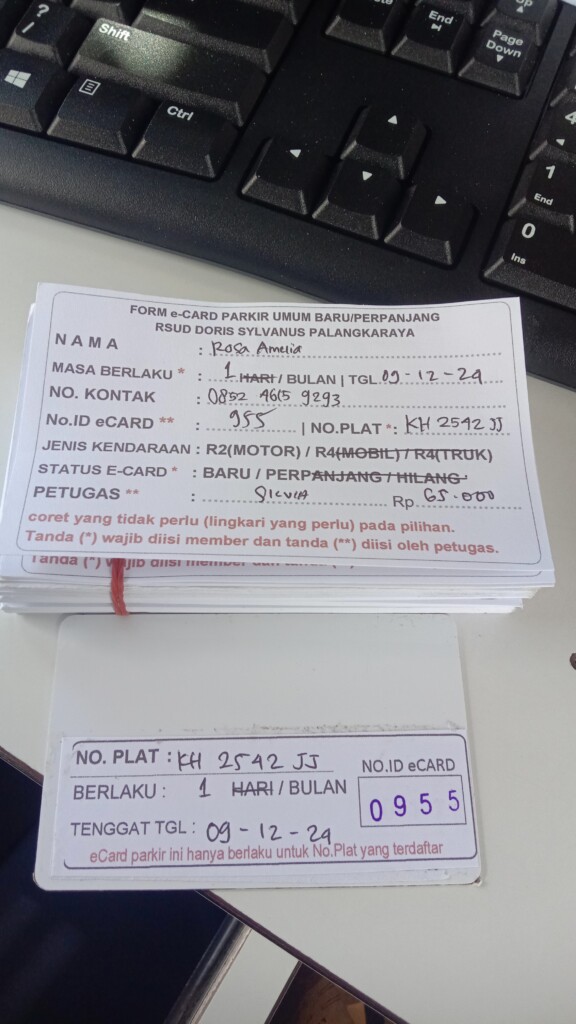 ?
/
Shift
Ctrl
End
Page
Down
1
End
0
Ins
4
FORM e-CARD PARKIR UMUM BARU/PERPANJANG
RSUD DORIS SYLVANUS PALANGKARAYA
NAMA : Rosa Amelia
MASA BERLAKU * : 1 HARI / BULAN | TGL 09-12-24
NO. KONTAK : 0852 4615 9293
No.ID eCARD ** : 955 | NO.PLAT *: KH 2542 JJ
JENIS KENDARAAN : R2(MOTOR) / R4(MOBIL) / R4(TRUK)
STATUS E-CARD * : BARU / PERPANJANG / HILANG
PETUGAS ** : SILVIA Rp 65.000
coret yang tidak perlu (lingkari yang perlu) pada pilihan.
Tanda (*) wajib diisi member dan tanda (**) diisi oleh petugas.
NO. PLAT : KH 2542 JJ
NO.ID eCARD
BERLAKU : 1 HARI / BULAN
0955
TENGGAT TGL : 09-12-24
eCard parkir ini hanya berlaku untuk No.Plat yang terdaftar